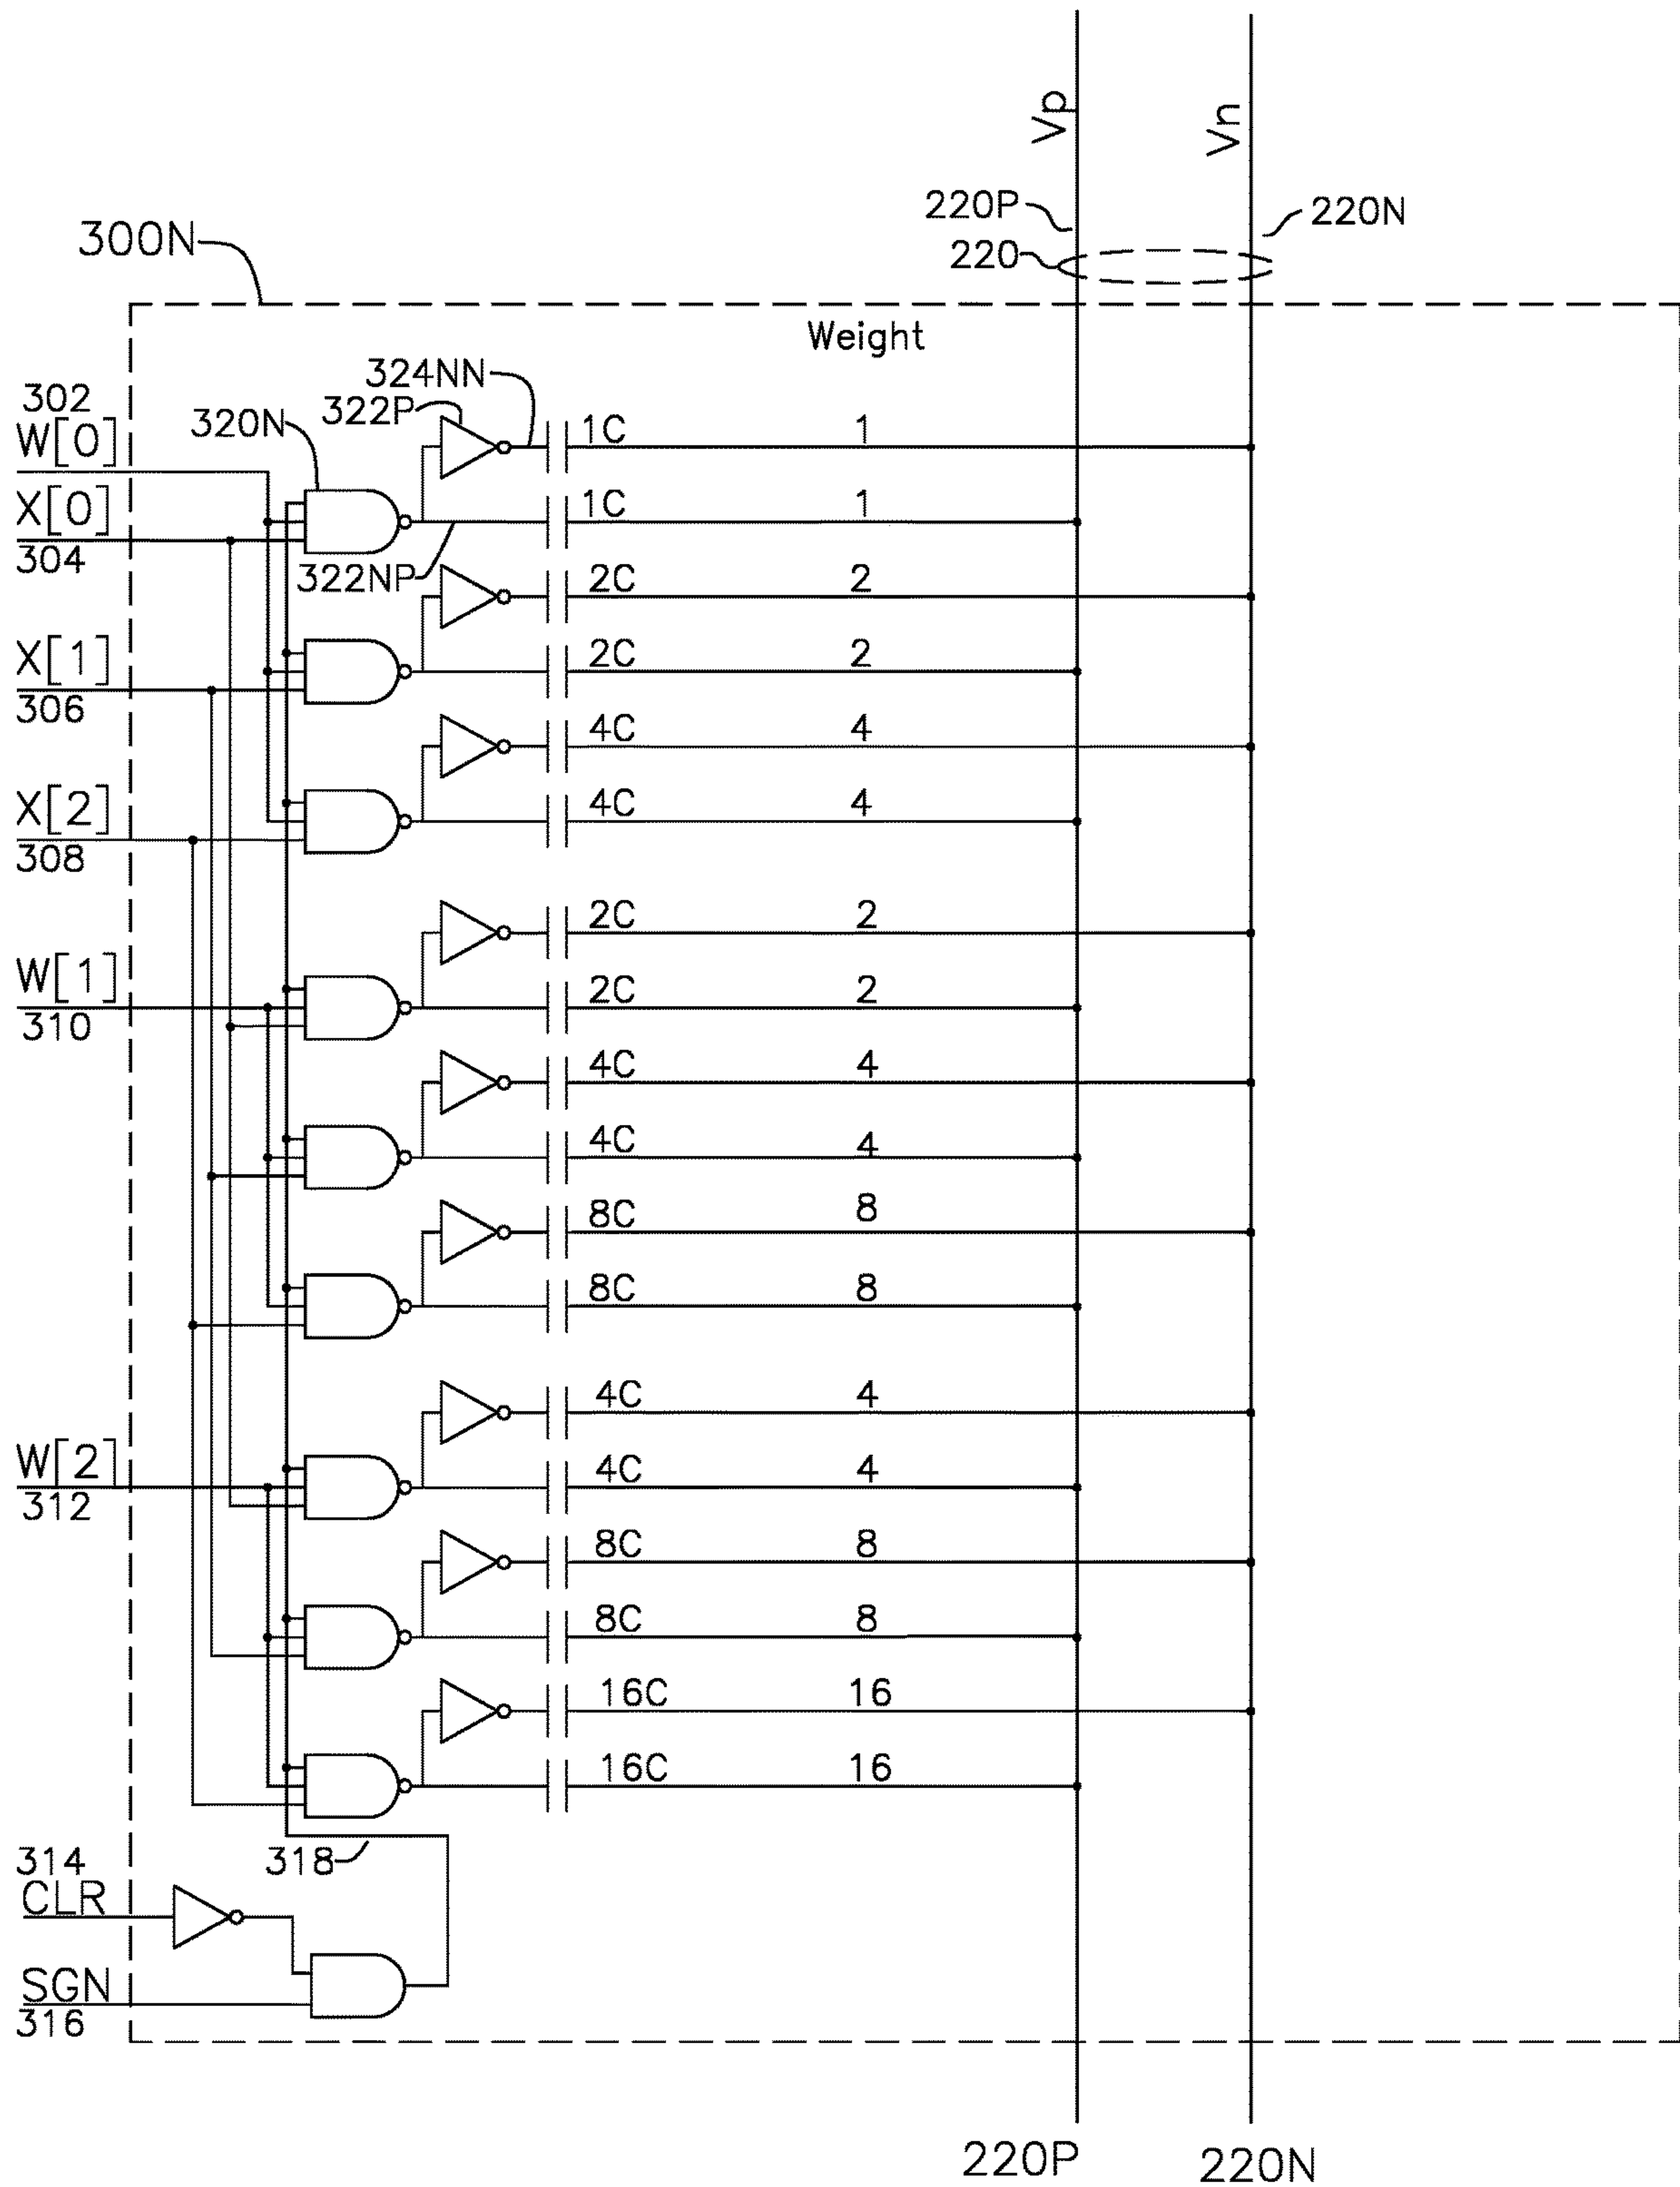 Vp
Vn
220P
220N
220
300N
Weight
324NN
302
322P
W[0]
320N
1C 1
X[0]
1C 1
304
322NP
2C 2
X[1]
2C 2
306
4C 4
X[2]
4C 4
308
2C 2
W[1]
2C 2
310
4C 4
4C 4
8C 8
8C 8
4C 4
W[2]
4C 4
312
8C 8
8C 8
16C 16
16C 16
318
314
CLR
SGN
316
220P
220N